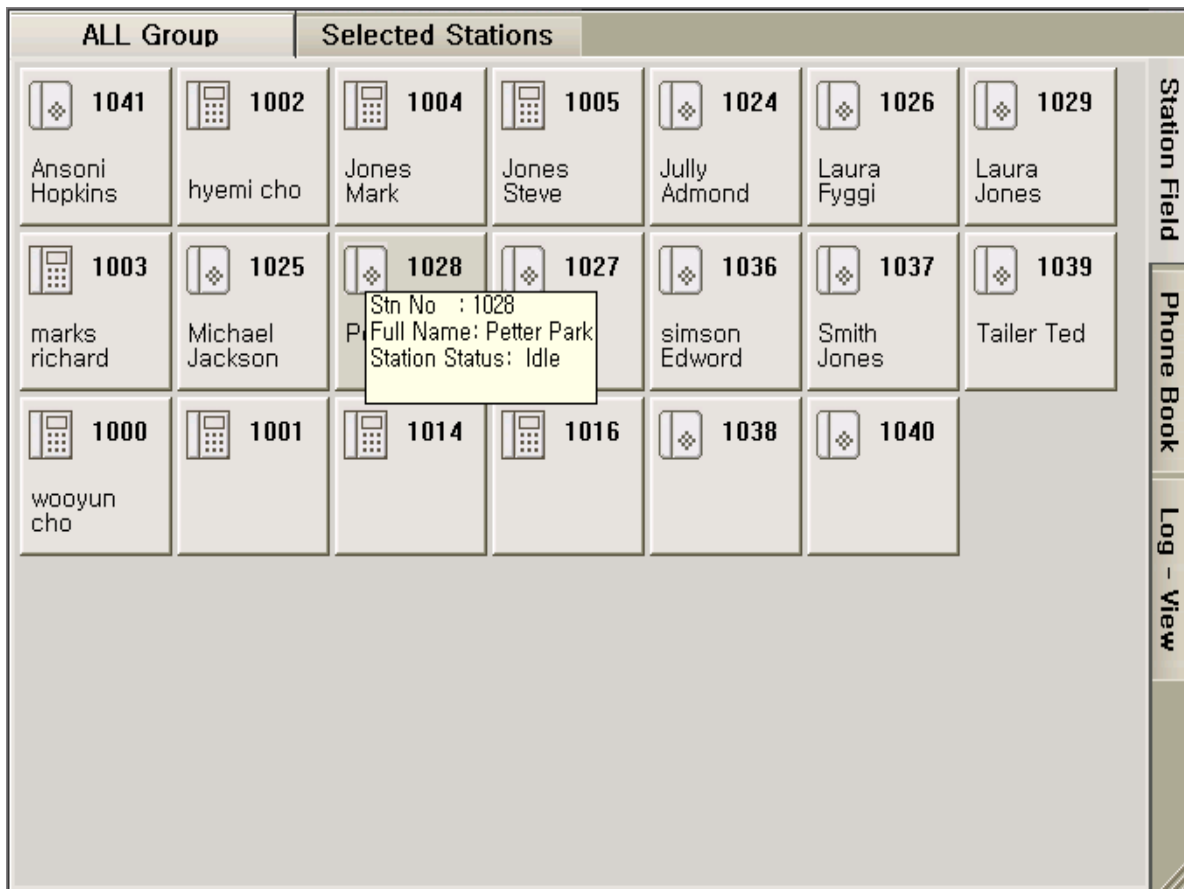 ALL Group
Selected Stations
1041
Ansoni
Hopkins
1002
hyemi cho
1004
Jones
Mark
1005
Jones
Steve
1024
Jully
Admond
1026
Laura
Fyggi
1029
Laura
Jones
1003
marks
richard
1025
Michael
Jackson
1028
Stn No : 1028
Full Name: Petter Park
Station Status: Idle
1027
1036
simson
Edword
1037
Smith
Jones
1039
Tailer Ted
1000
wooyun
cho
1001
1014
1016
1038
1040
Station Field
Phone Book
Log - View